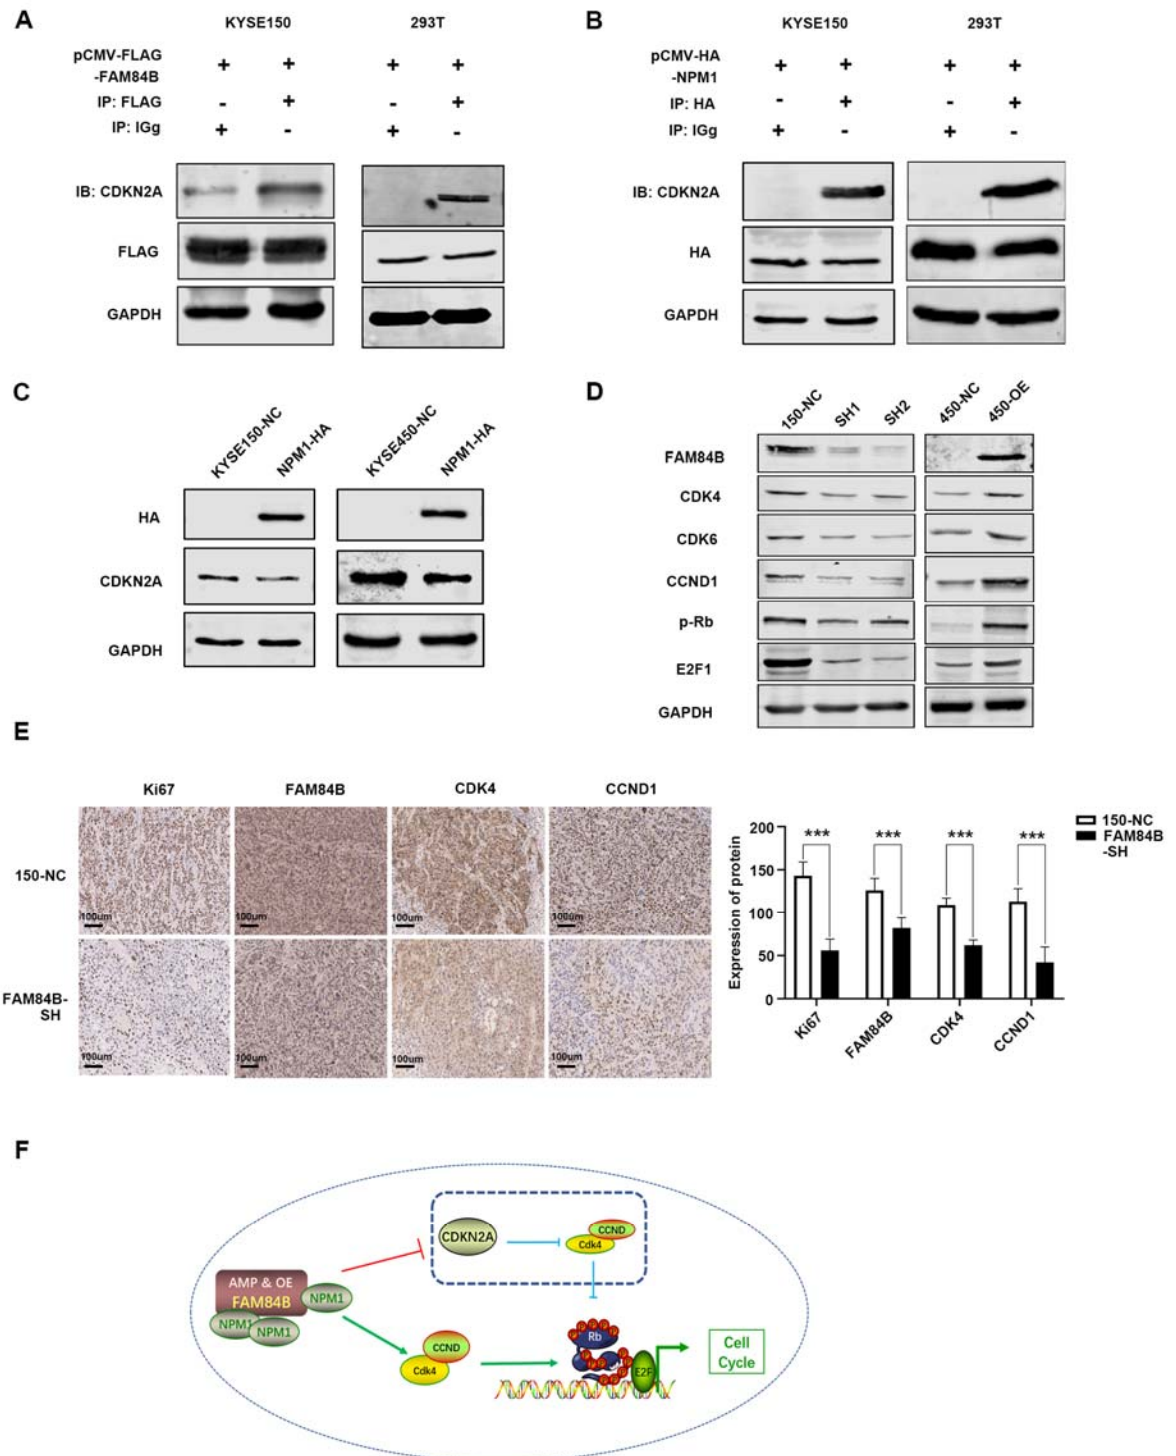 A
KYSE150 293T
pCMV-FLAG
-FAM84B
+ + + +
IP: FLAG - + - +
IP: IGg + - + -
IB: CDKN2A
FLAG
GAPDH
B
KYSE150 293T
pCMV-HA
-NPM1
+ + + +
IP: HA - + - +
IP: IGg + - + -
IB: CDKN2A
HA
GAPDH
C
KYSE150-NC NPM1-HA KYSE450-NC NPM1-HA
HA
CDKN2A
GAPDH
D
150-NC SH1 SH2 450-NC 450-OE
FAM84B
CDK4
CDK6
CCND1
p-Rb
E2F1
GAPDH
E
Ki67 FAM84B CDK4 CCND1
150-NC
100um 100um 100um 100um
FAM84B-
SH
100um 100um 100um 100um
150-NC
FAM84B
-SH
Expression of protein
200
150
100
50
0
*** *** *** ***
Ki67 FAM84B CDK4 CCND1
F
CDKN2A
CCND
Cdk4
AMP & OE
FAM84B
NPM1
NPM1
NPM1
CCND
Cdk4
Rb
E2F
Cell
Cycle